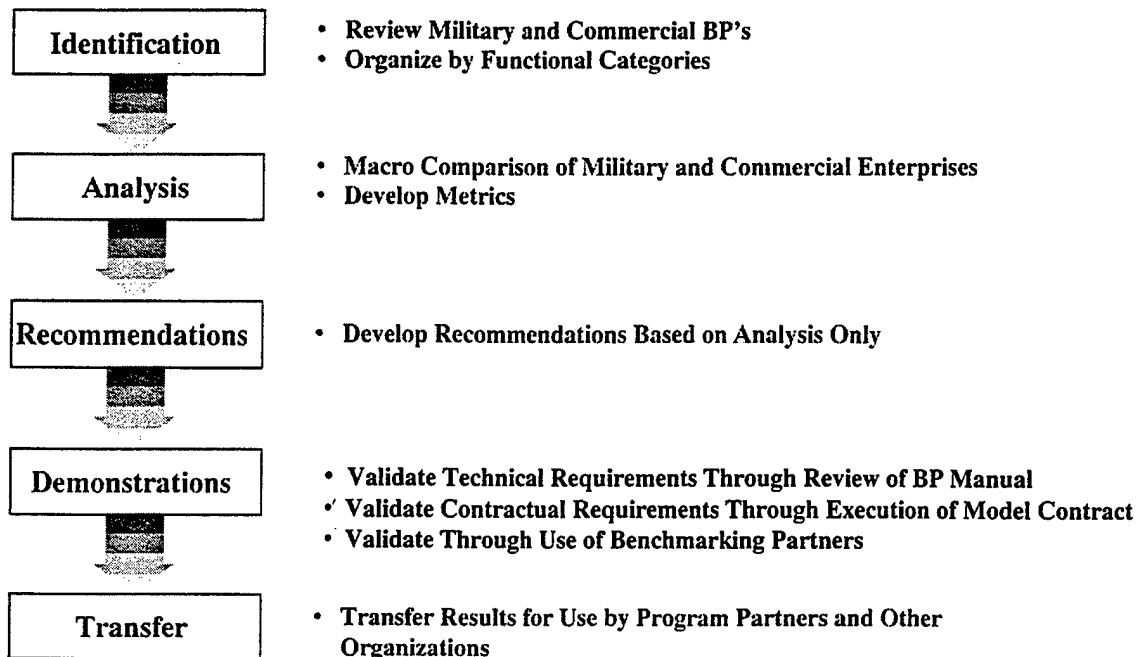 Identification
• Review Military and Commercial BP's
• Organize by Functional Categories
Analysis
• Macro Comparison of Military and Commercial Enterprises
• Develop Metrics
Recommendations
• Develop Recommendations Based on Analysis Only
Demonstrations
• Validate Technical Requirements Through Review of BP Manual
• Validate Contractual Requirements Through Execution of Model Contract
• Validate Through Use of Benchmarking Partners
Transfer
• Transfer Results for Use by Program Partners and Other
Organizations